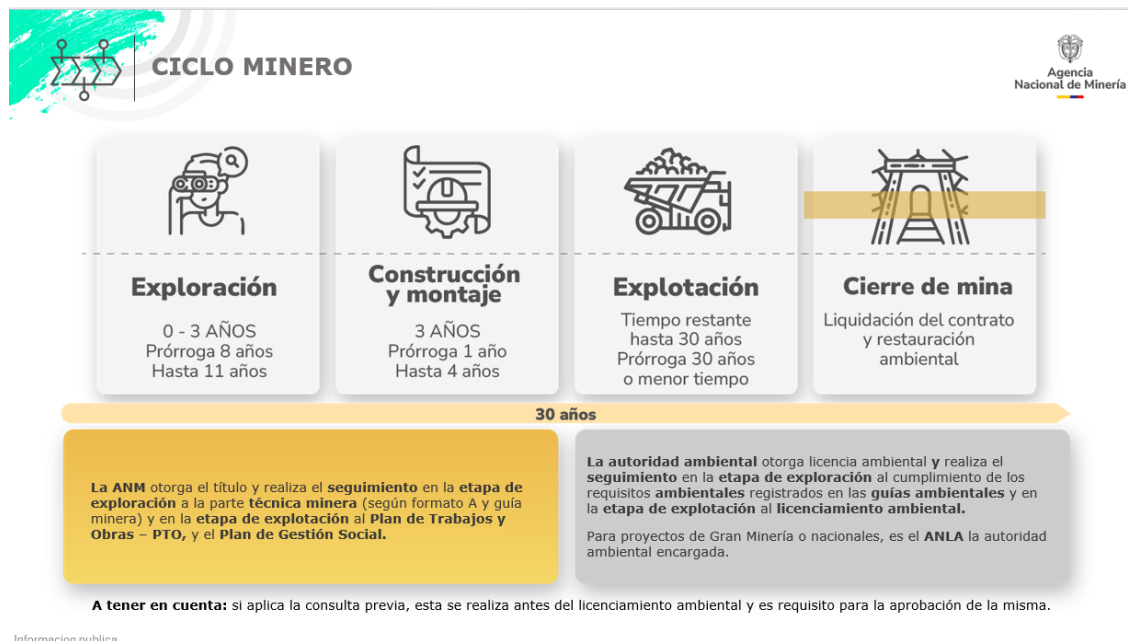 CICLO MINERO
Agencia
Nacional de Minería
Exploración
0 - 3 AÑOS
Prórroga 8 años
Hasta 11 años
Construcción
y montaje
3 AÑOS
Prórroga 1 año
Hasta 4 años
Explotación
Tiempo restante
hasta 30 años
Prórroga 30 años
o menor tiempo
Cierre de mina
Liquidación del contrato
y restauración
ambiental
30 años
La ANM otorga el título y realiza el seguimiento en la etapa de
exploración a la parte técnica minera (según formato A y guía
minera) y en la etapa de explotación al Plan de Trabajos y
Obras – PTO, y el Plan de Gestión Social.
La autoridad ambiental otorga licencia ambiental y realiza el
seguimiento en la etapa de exploración al cumplimiento de los
requisitos ambientales registrados en las guías ambientales y en
la etapa de explotación al licenciamiento ambiental.
Para proyectos de Gran Minería o nacionales, es el ANLA la autoridad
ambiental encargada.
A tener en cuenta: si aplica la consulta previa, esta se realiza antes del licenciamiento ambiental y es requisito para la aprobación de la misma.
Informacion publica